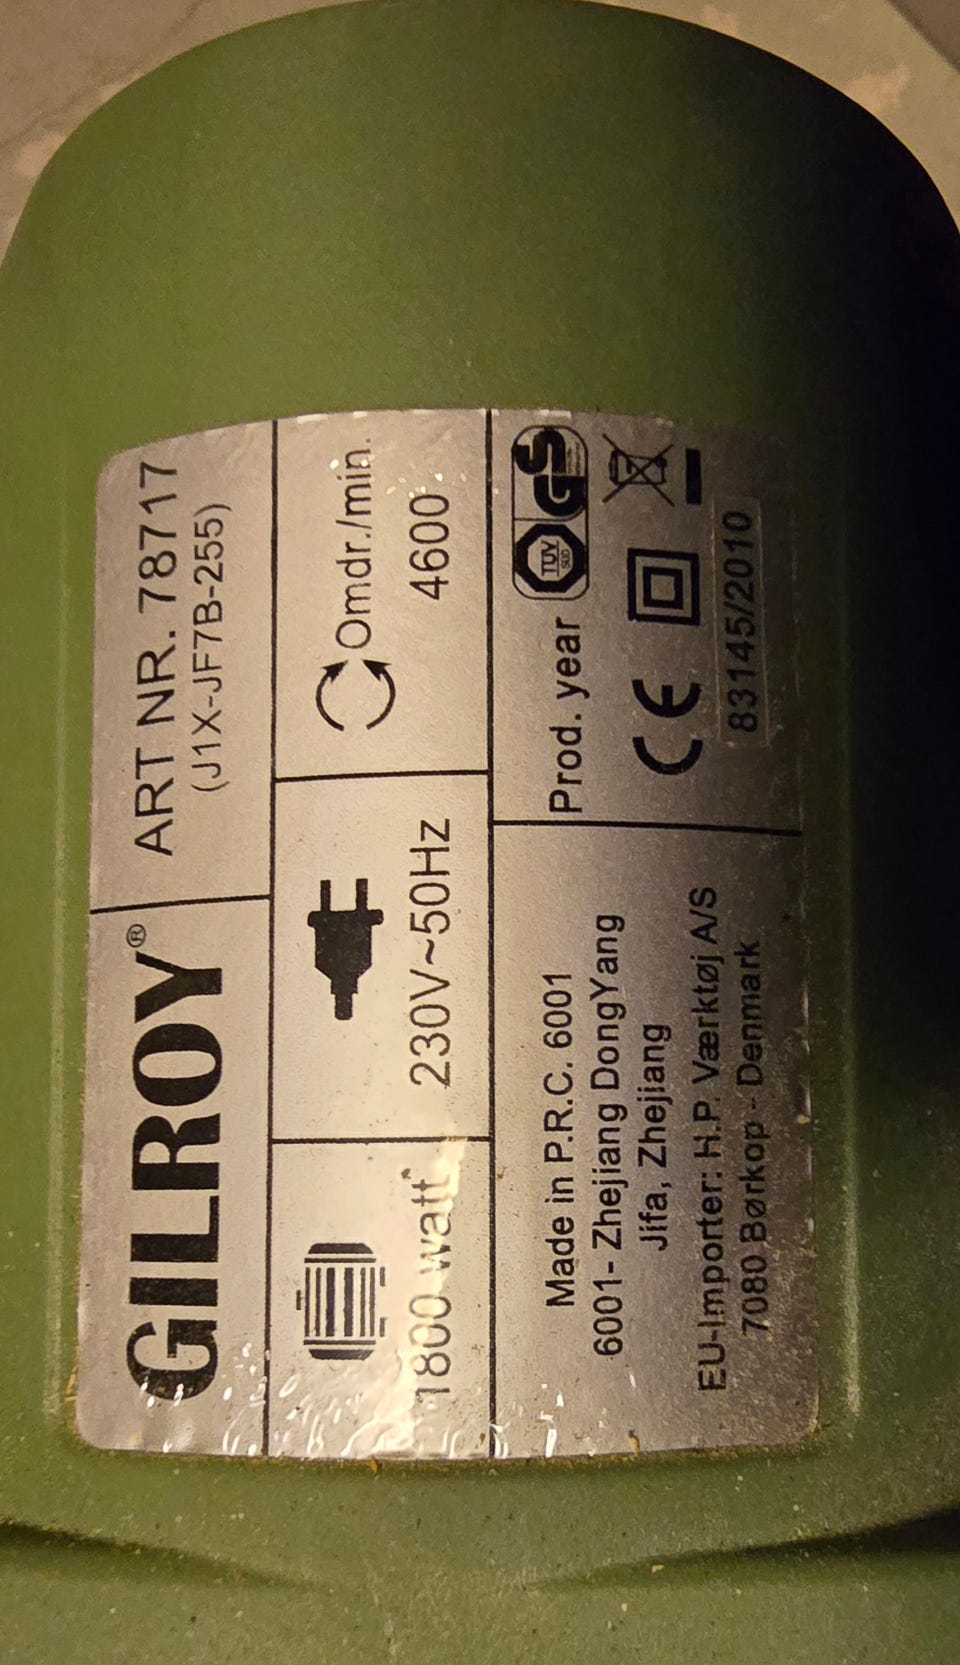 GILROY®
ART NR. 78717
(J1X-JF7B-255)
1800 watt
230V~50Hz
Omdr./min.
4600
Made in P.R.C. 6001
6001- Zhejiang DongYang
Jifa, Zhejiang
EU-Importer: H.P. Værktøj A/S
7080 Børkop - Denmark
Prod. year
TÜV
SÜD
GS
CE
83145/2010